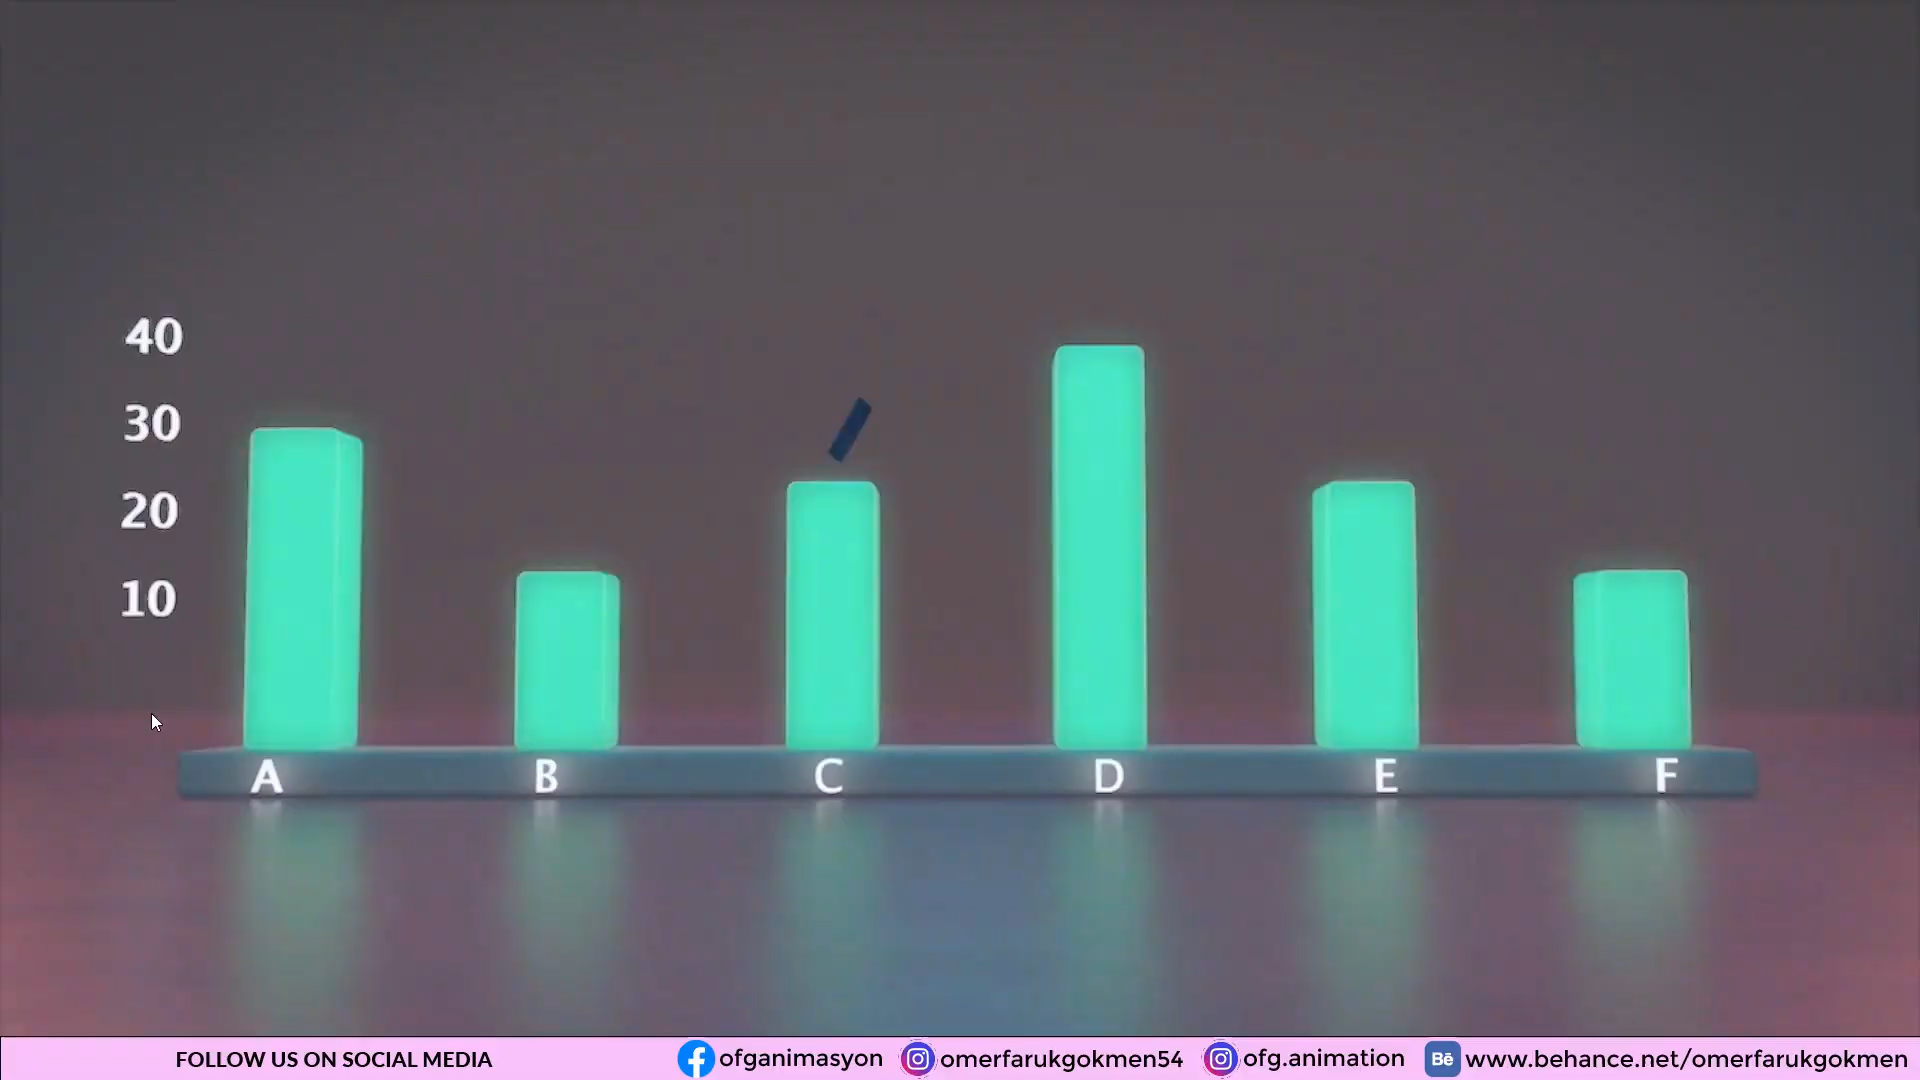 40
30
20
10
A B C D E F
FOLLOW US ON SOCIAL MEDIA ofganimasyon omerfarukgokmen54 ofg.animation Bē www.behance.net/omerfarukgokmen